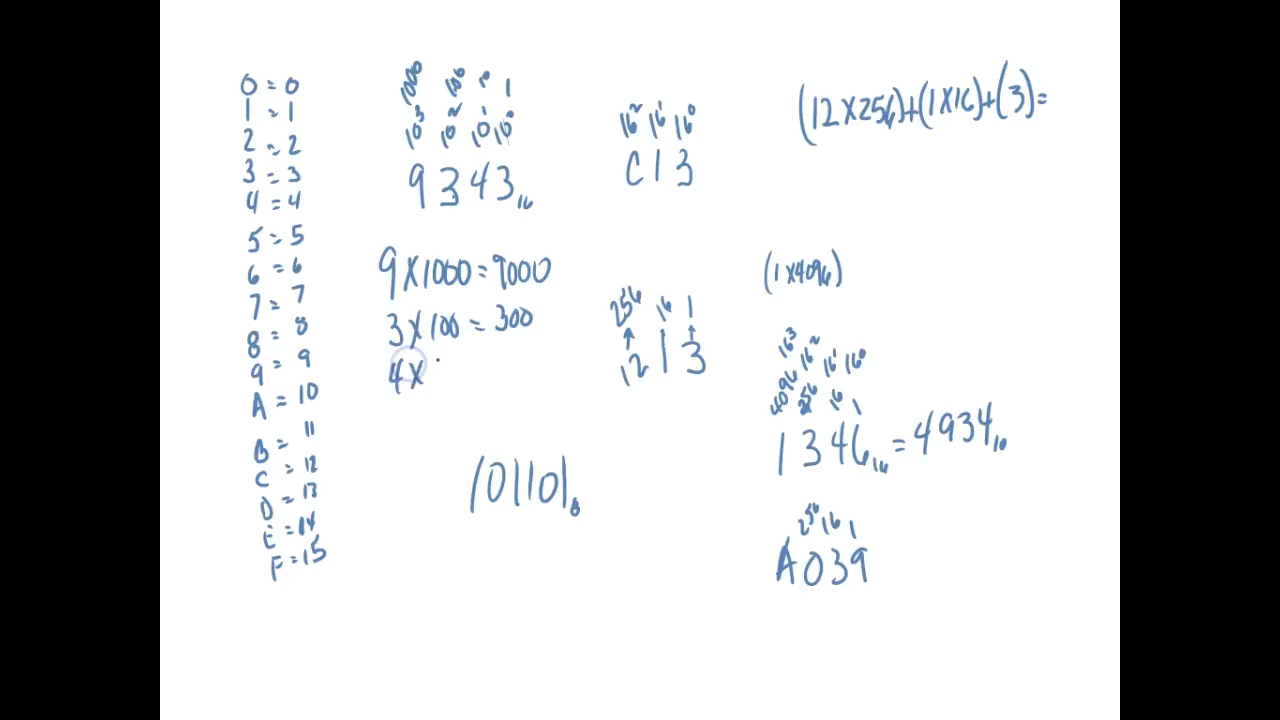 0 = 0
1 = 1
2 = 2
3 = 3
4 = 4
5 = 5
6 = 6
7 = 7
8 = 8
9 = 9
A = 10
B = 11
C = 12
D = 13
E = 14
F = 15
1000 100 10 1
10³ 10² 10¹ 10⁰
9343₁₆
9 X 1000 = 9000
3 X 100 = 300
4 X
101101₈
16² 16¹ 16⁰
C 1 3
256 16 1
↑ ↑
12 1 3
(12 X 256) + (1 X 16) + (3) =
(1 X 4096)
16³ 16² 16¹ 16⁰
4096 256 16 1
1346₁₆ = 4934₁₀
256 16 1
A039